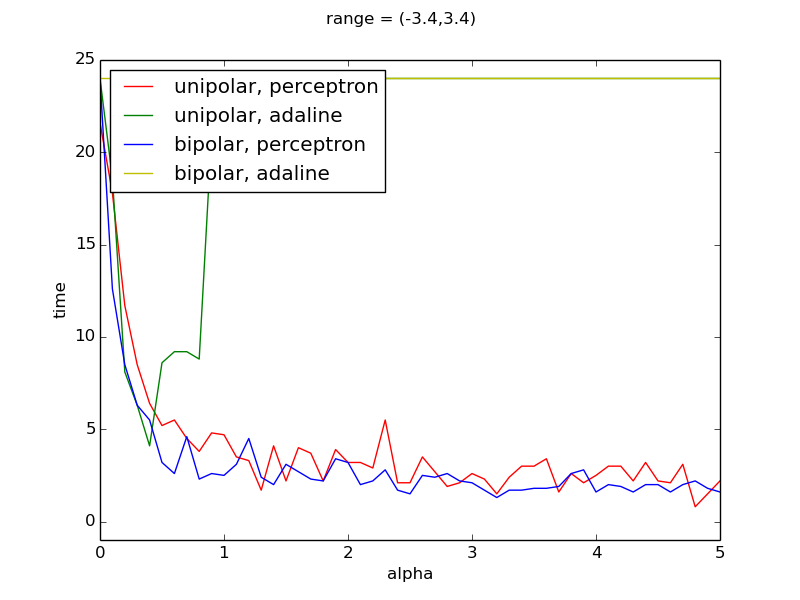 range = (-3.4,3.4)
25
20
15
10
5
0
time
unipolar, perceptron
unipolar, adaline
bipolar, perceptron
bipolar, adaline
0 1 2 3 4 5
alpha